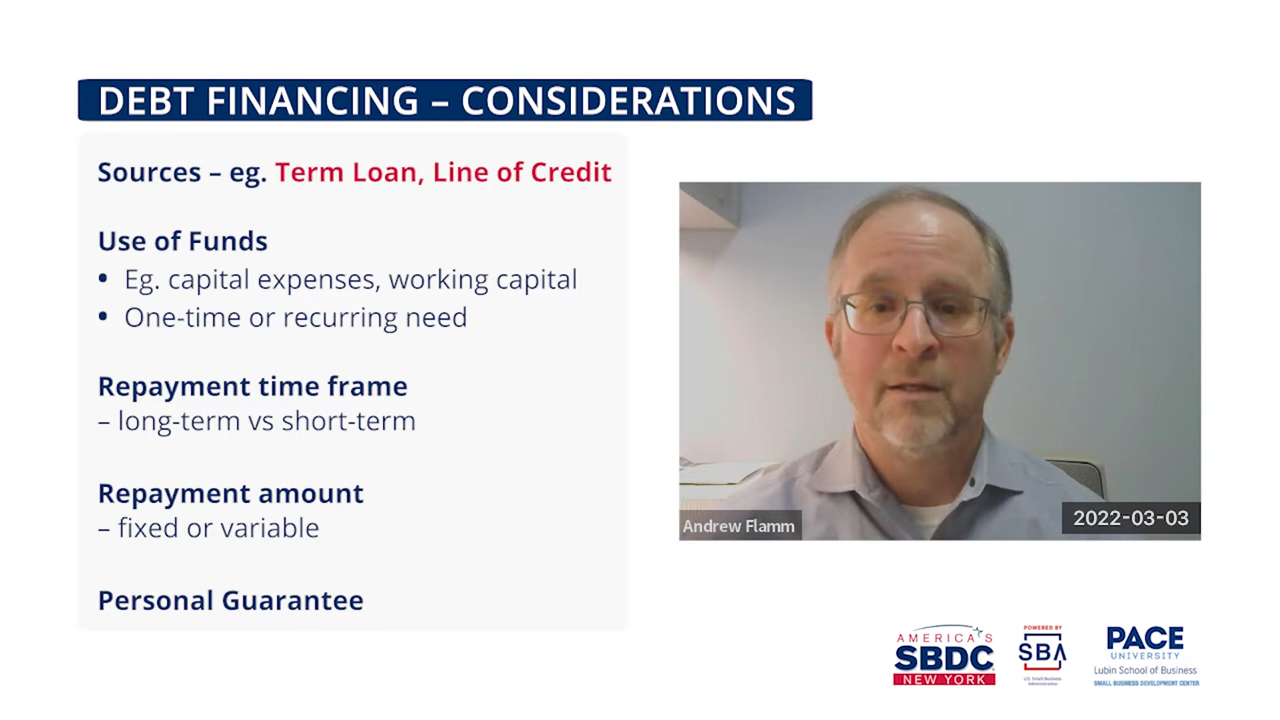 DEBT FINANCING – CONSIDERATIONS
Sources – eg. Term Loan, Line of Credit
Use of Funds
• Eg. capital expenses, working capital
• One-time or recurring need
Repayment time frame
– long-term vs short-term
Repayment amount
– fixed or variable
Personal Guarantee
Andrew Flamm
2022-03-03
AMERICA'S
SBDC
NEW YORK
POWERED BY
SBA
U.S. Small Business
Administration
PACE
UNIVERSITY
Lubin School of Business
SMALL BUSINESS DEVELOPMENT CENTER